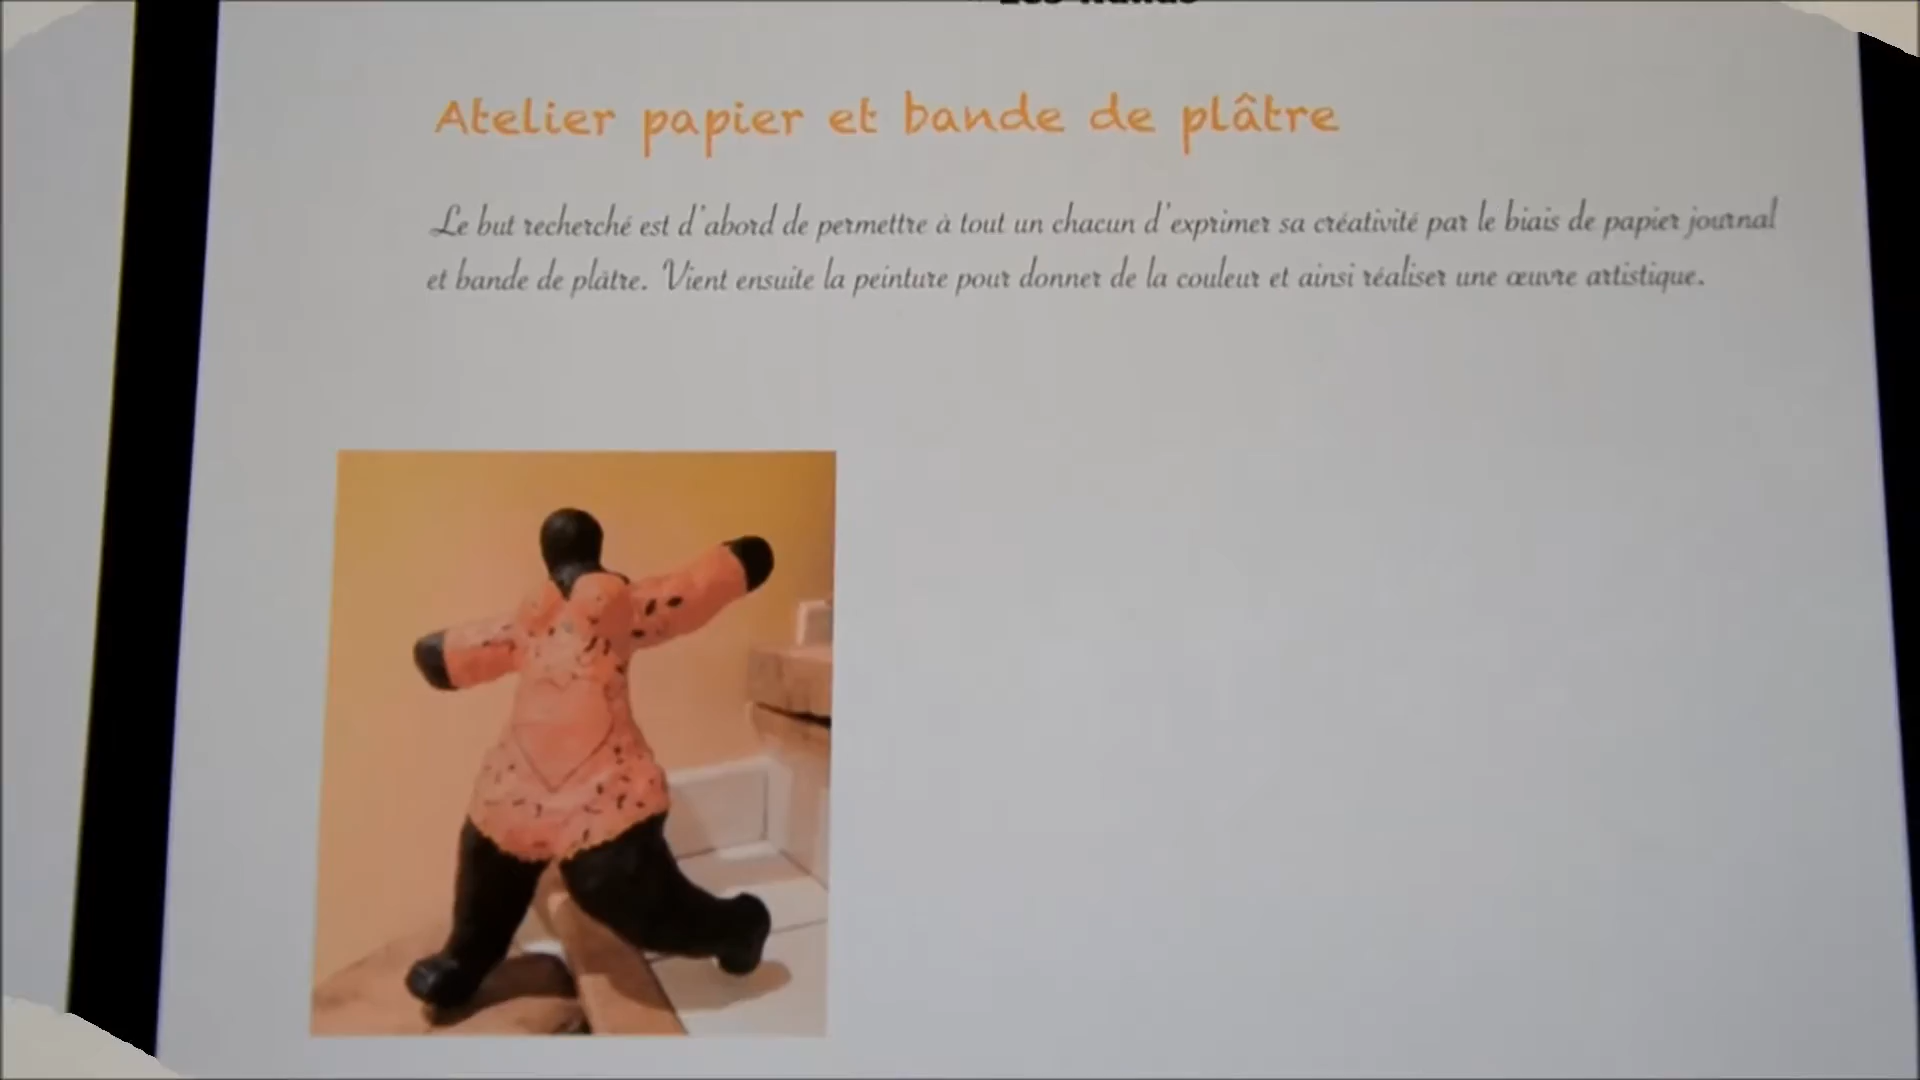 Atelier papier et bande de plâtre
Le but recherché est d'abord de permettre à tout un chacun d'exprimer sa créativité par le biais de papier journal
et bande de plâtre. Vient ensuite la peinture pour donner de la couleur et ainsi réaliser une œuvre artistique.